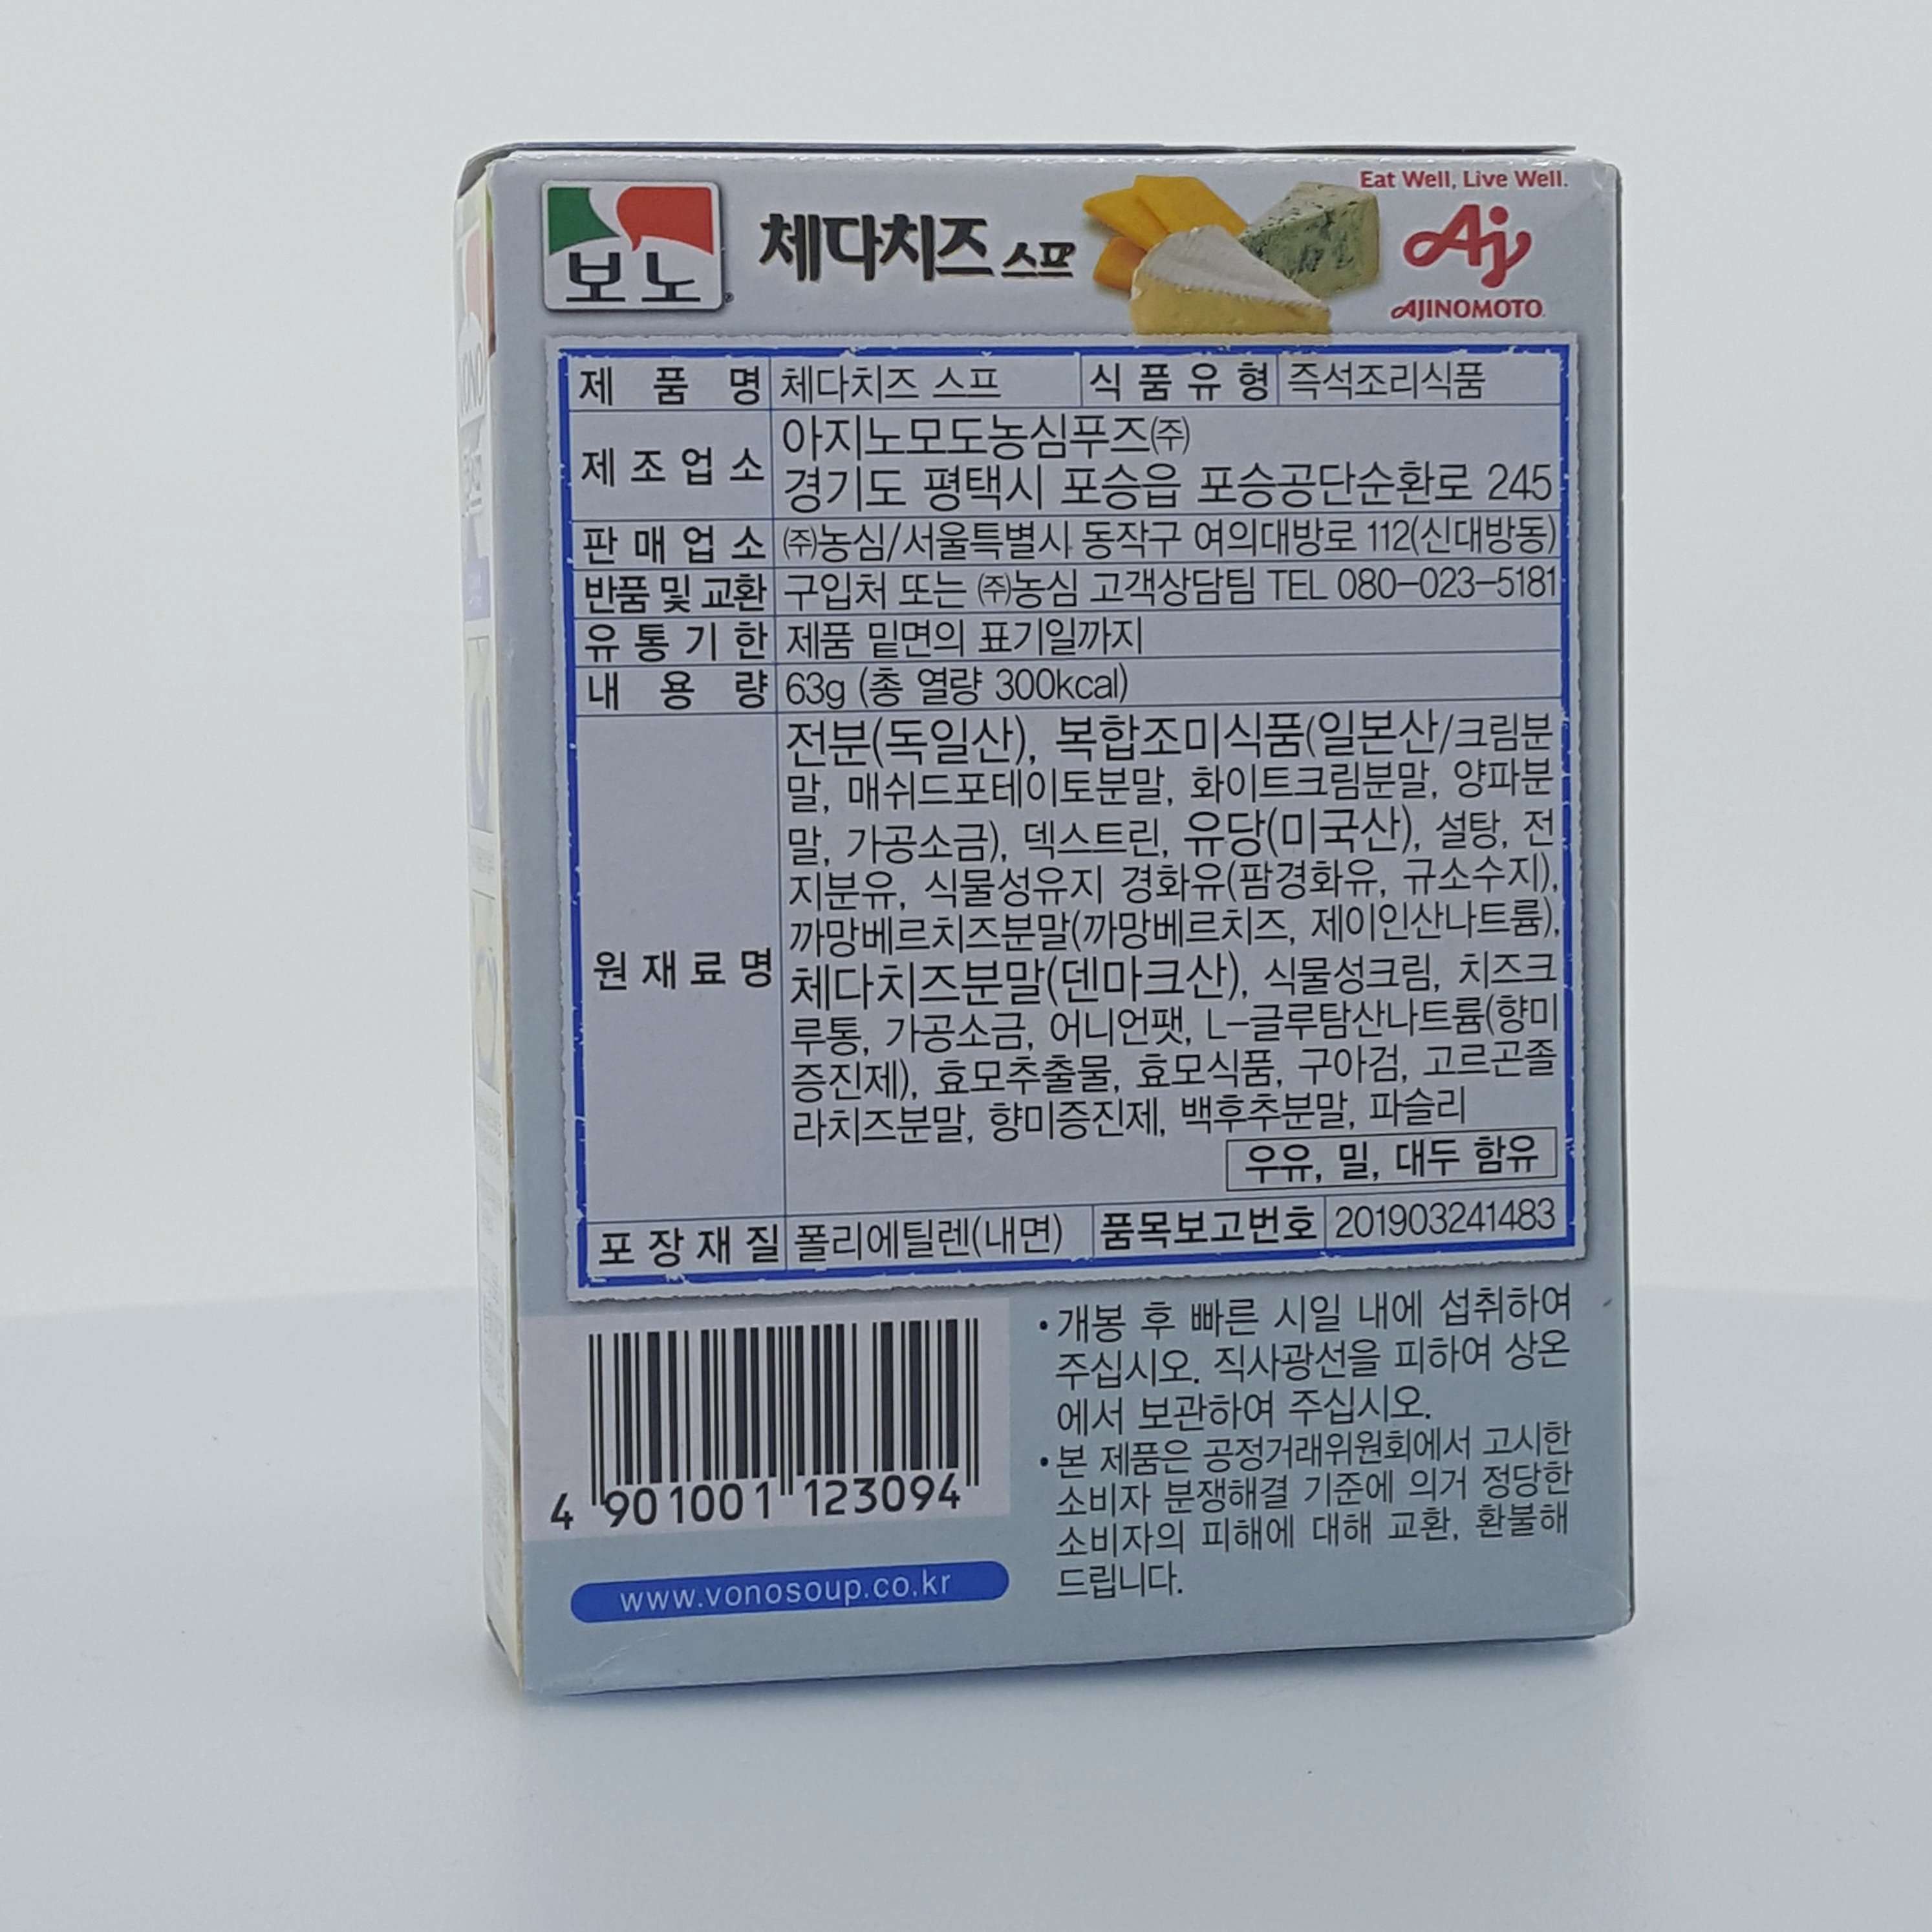 Eat Well, Live Well.
보노
체다치즈 스프
Aj
AJINOMOTO
제품명 체다치즈 스프 식품유형 즉석조리식품
제조업소 아지노모도농심푸즈㈜
경기도 평택시 포승읍 포승공단순환로 245
판매업소 ㈜농심/서울특별시 동작구 여의대방로 112(신대방동)
반품 및 교환 구입처 또는 ㈜농심 고객상담팀 TEL 080-023-5181
유통기한 제품 밑면의 표기일까지
내용량 63g (총 열량 300kcal)
원재료명 전분(독일산), 복합조미식품(일본산/크림분
말, 매쉬드포테이토분말, 화이트크림분말, 양파분
말, 가공소금), 덱스트린, 유당(미국산), 설탕, 전
지분유, 식물성유지 경화유(팜경화유, 규소수지),
까망베르치즈분말(까망베르치즈, 제이인산나트륨),
체다치즈분말(덴마크산), 식물성크림, 치즈크
루통, 가공소금, 어니언팻, L-글루탐산나트륨(향미
증진제), 효모추출물, 효모식품, 구아검, 고르곤졸
라치즈분말, 향미증진제, 백후추분말, 파슬리
우유, 밀, 대두 함유
포장재질 폴리에틸렌(내면) 품목보고번호 201903241483
4 901001 123094
www.vonosoup.co.kr
•개봉 후 빠른 시일 내에 섭취하여
주십시오. 직사광선을 피하여 상온
에서 보관하여 주십시오.
•본 제품은 공정거래위원회에서 고시한
소비자 분쟁해결 기준에 의거 정당한
소비자의 피해에 대해 교환, 환불해
드립니다.
VONO